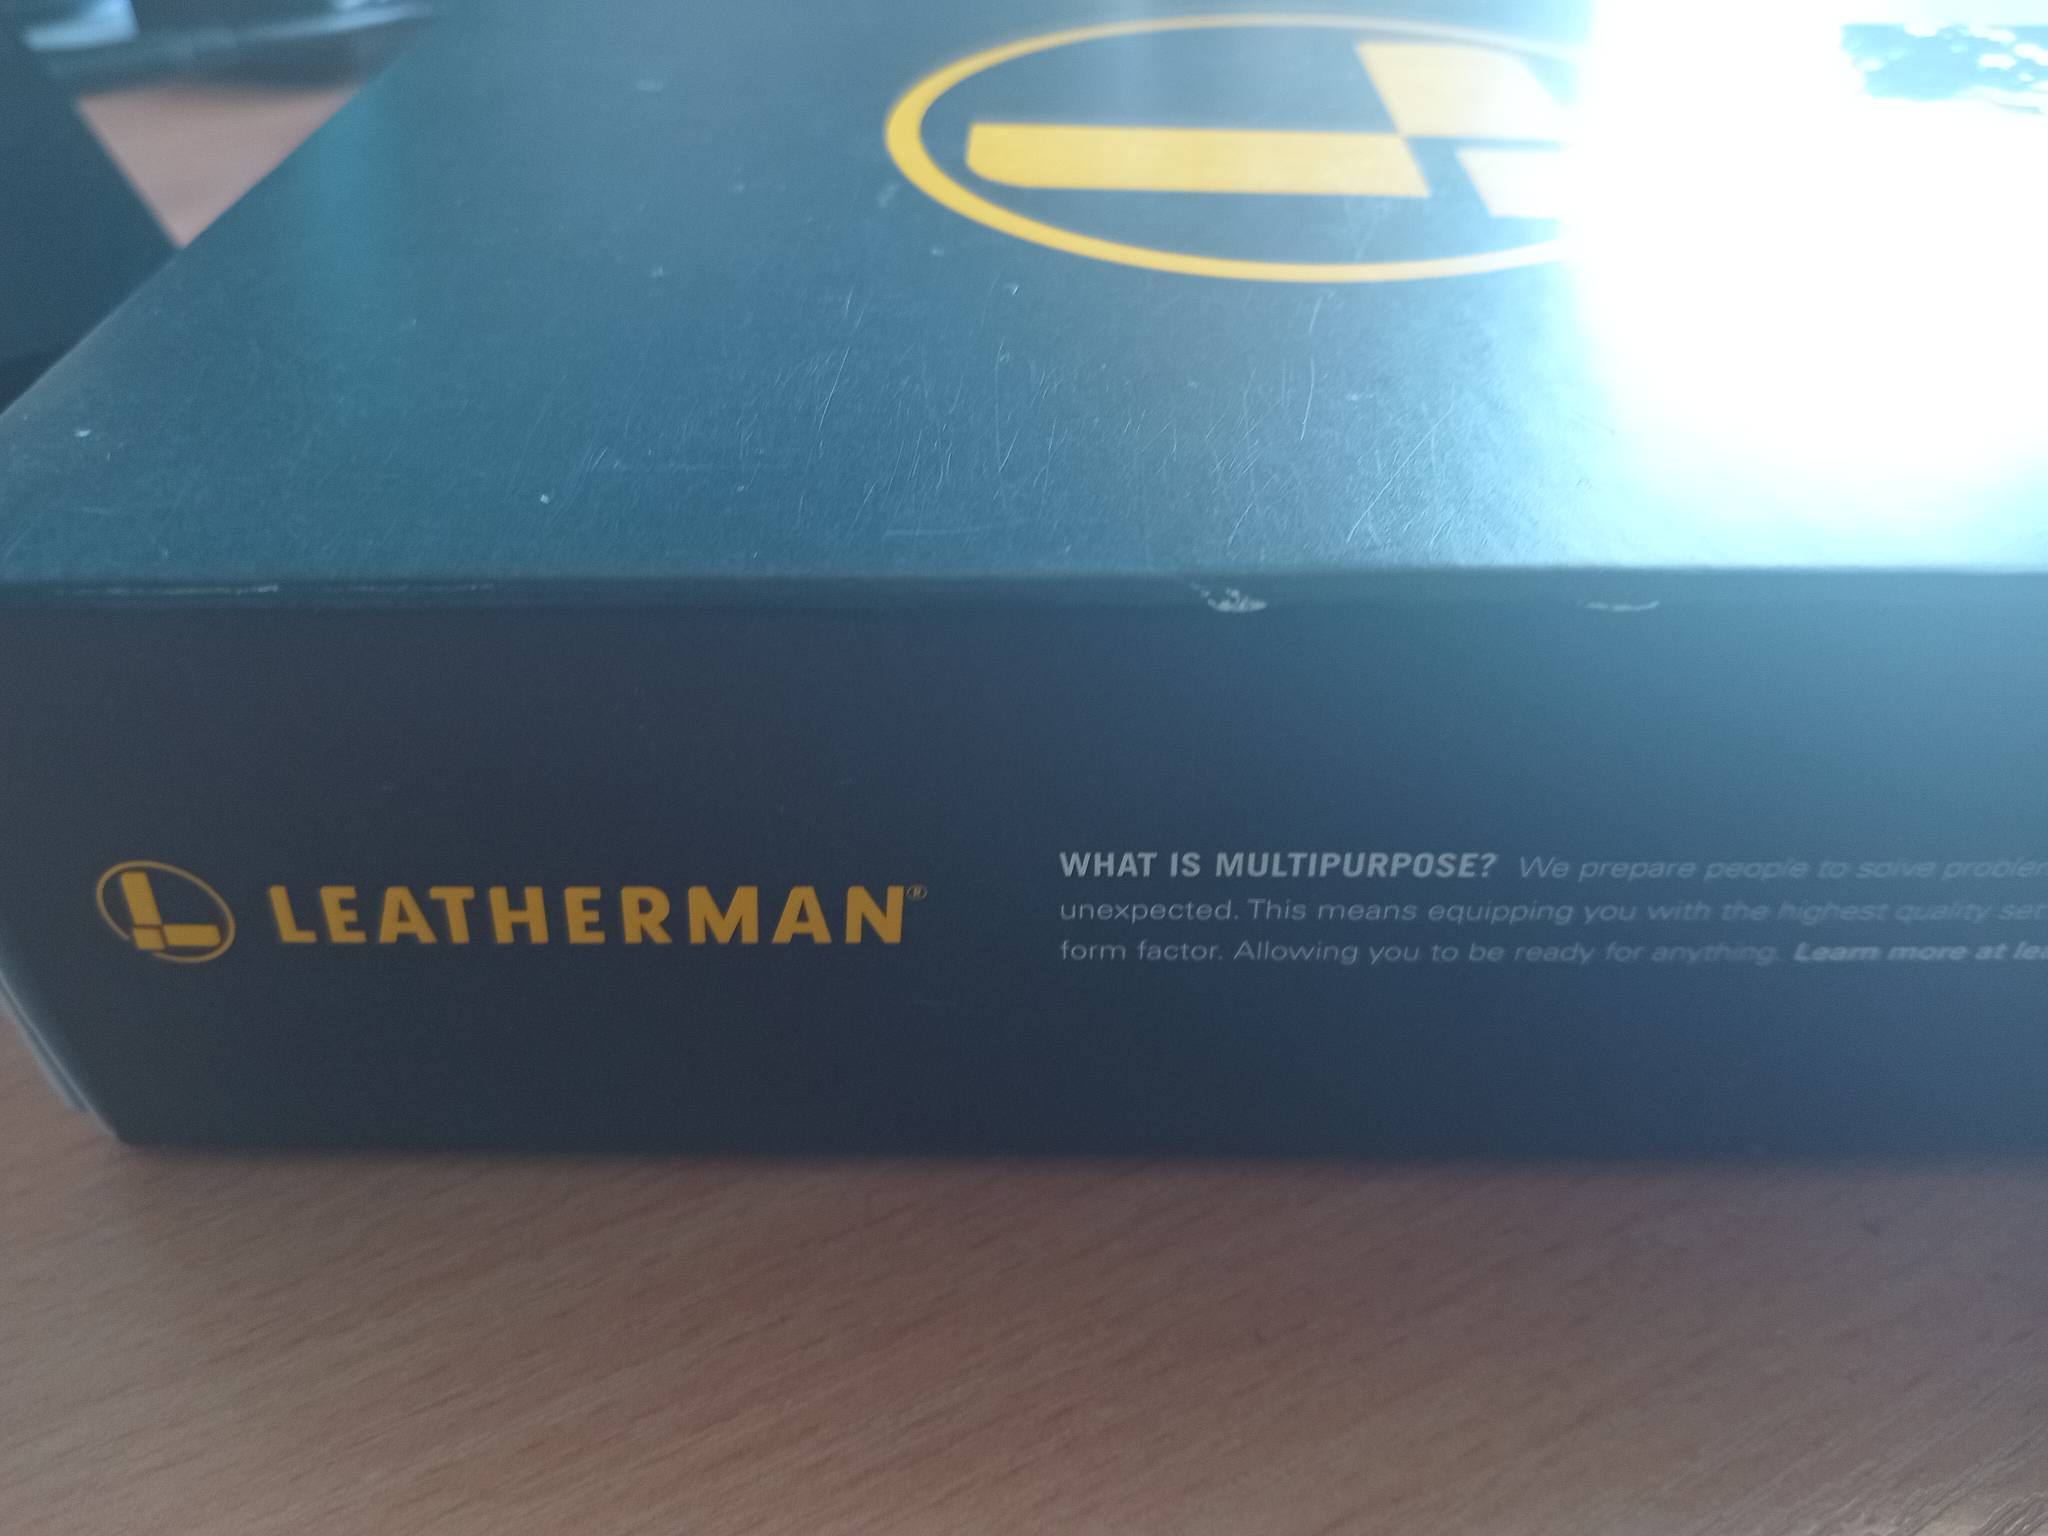 LEATHERMAN®
WHAT IS MULTIPURPOSE? We prepare people to solve
unexpected. This means equipping you with the highest quality set
form factor. Allowing you to be ready for anything. Learn more at